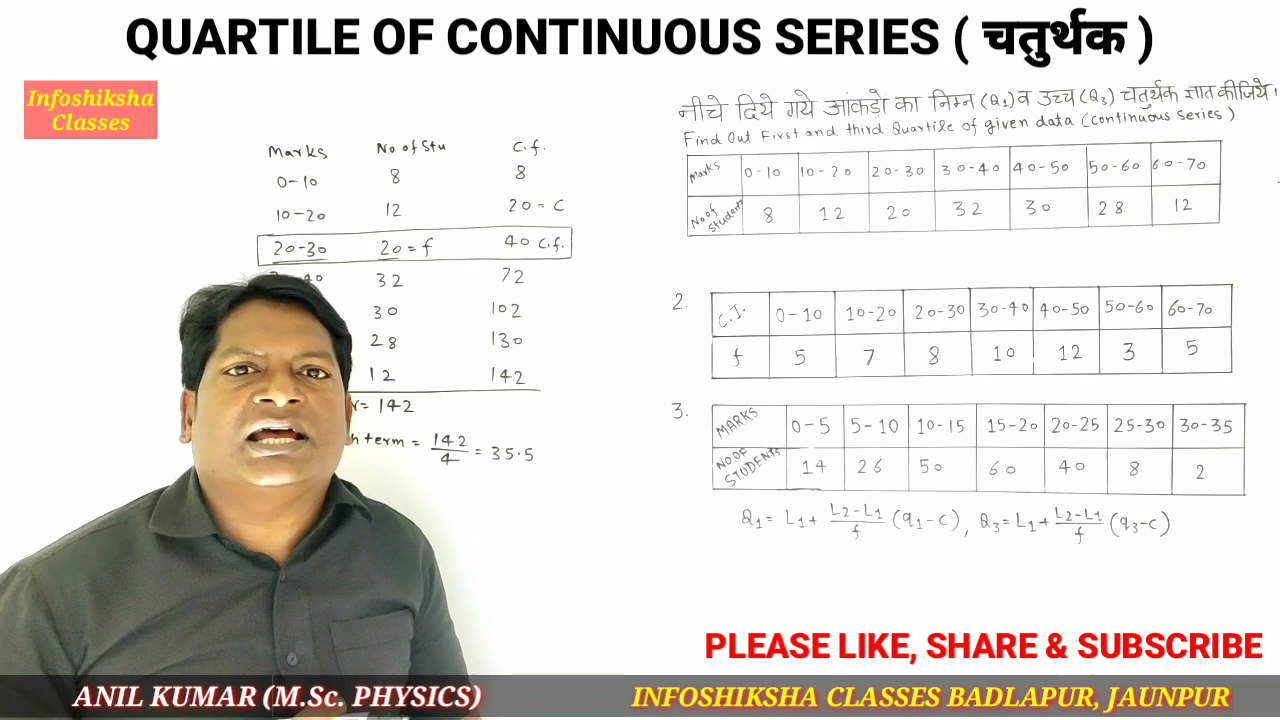 QUARTILE OF CONTINUOUS SERIES ( चतुर्थक )
Infoshiksha
Classes
Marks No of Stu C.f.
0-10 8 8
10-20 12 20 = C
20-30 20 = f 40 C.f.
40 32 72
30 102
28 130
12 142
= 142
term = 142/4 = 35.5
नीचे दिये गये आंकड़ों का निम्न (Q1) व उच्च (Q3) चतुर्थक ज्ञात कीजिये।
Find Out First and third Quartile of given data (continuous series)
Marks 0-10 10-20 20-30 30-40 40-50 50-60 60-70
No of Students 8 12 20 32 30 28 12
2. C.I. 0-10 10-20 20-30 30-40 40-50 50-60 60-70
f 5 7 8 10 12 3 5
3. MARKS 0-5 5-10 10-15 15-20 20-25 25-30 30-35
NO OF STUDENTS 14 26 50 60 40 8 2
Q1 = L1 + L2-L1/f (q1-c), Q3 = L1 + L2-L1/f (q3-c)
PLEASE LIKE, SHARE & SUBSCRIBE
ANIL KUMAR (M.Sc. PHYSICS)
INFOSHIKSHA CLASSES BADLAPUR, JAUNPUR